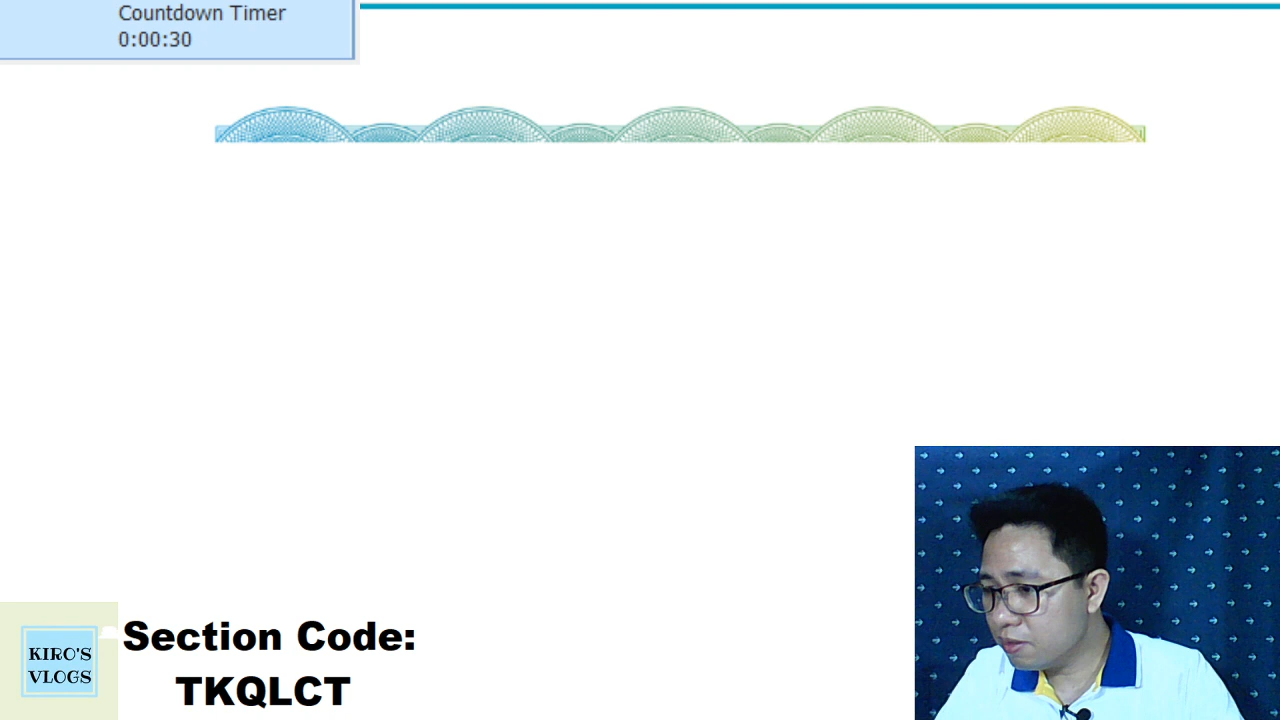 Countdown Timer
0:00:30
KIRO'S
VLOGS
Section Code:
TKQLCT